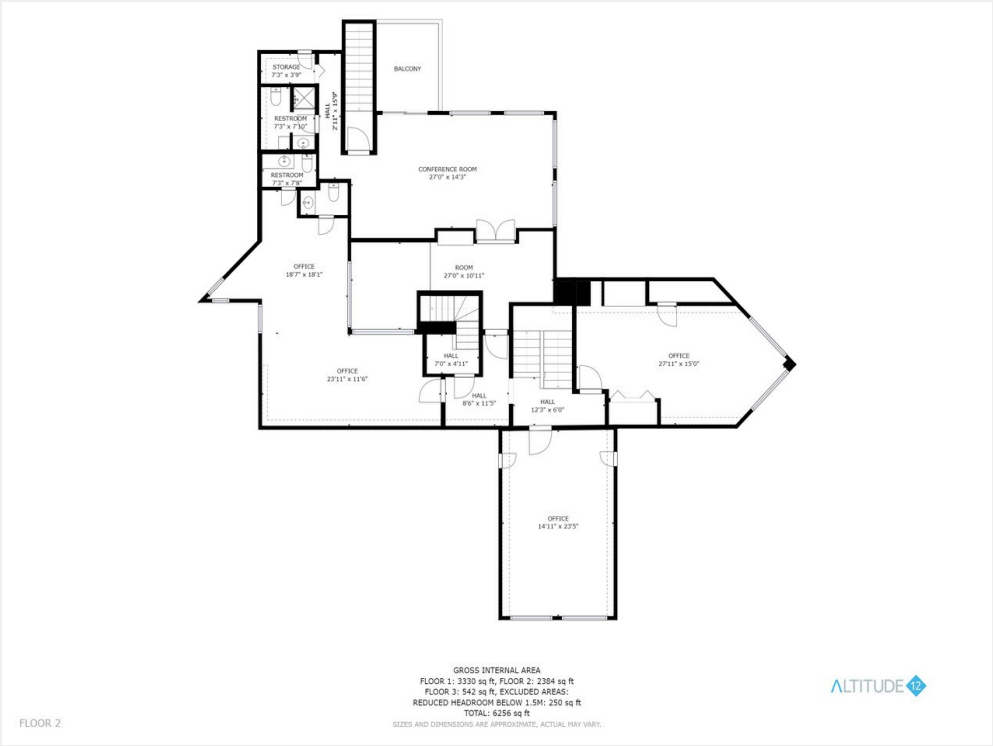 BALCONY
STORAGE
7'3" x 3'9"
HALL
2'11" x 15'9"
RESTROOM
7'3" x 7'10"
RESTROOM
7'3" x 7'8"
CONFERENCE ROOM
27'0" x 14'3"
OFFICE
18'7" x 18'1"
ROOM
27'0" x 10'11"
HALL
7'0" x 4'11"
OFFICE
27'11" x 15'0"
OFFICE
23'11" x 11'6"
HALL
8'6" x 11'5"
HALL
12'3" x 6'0"
OFFICE
14'11" x 23'5"
GROSS INTERNAL AREA
FLOOR 1: 3330 sq ft, FLOOR 2: 2384 sq ft
FLOOR 3: 542 sq ft, EXCLUDED AREAS:
REDUCED HEADROOM BELOW 1.5M: 250 sq ft
TOTAL: 6256 sq ft
SIZES AND DIMENSIONS ARE APPROXIMATE, ACTUAL MAY VARY.
ALTITUDE 12
FLOOR 2